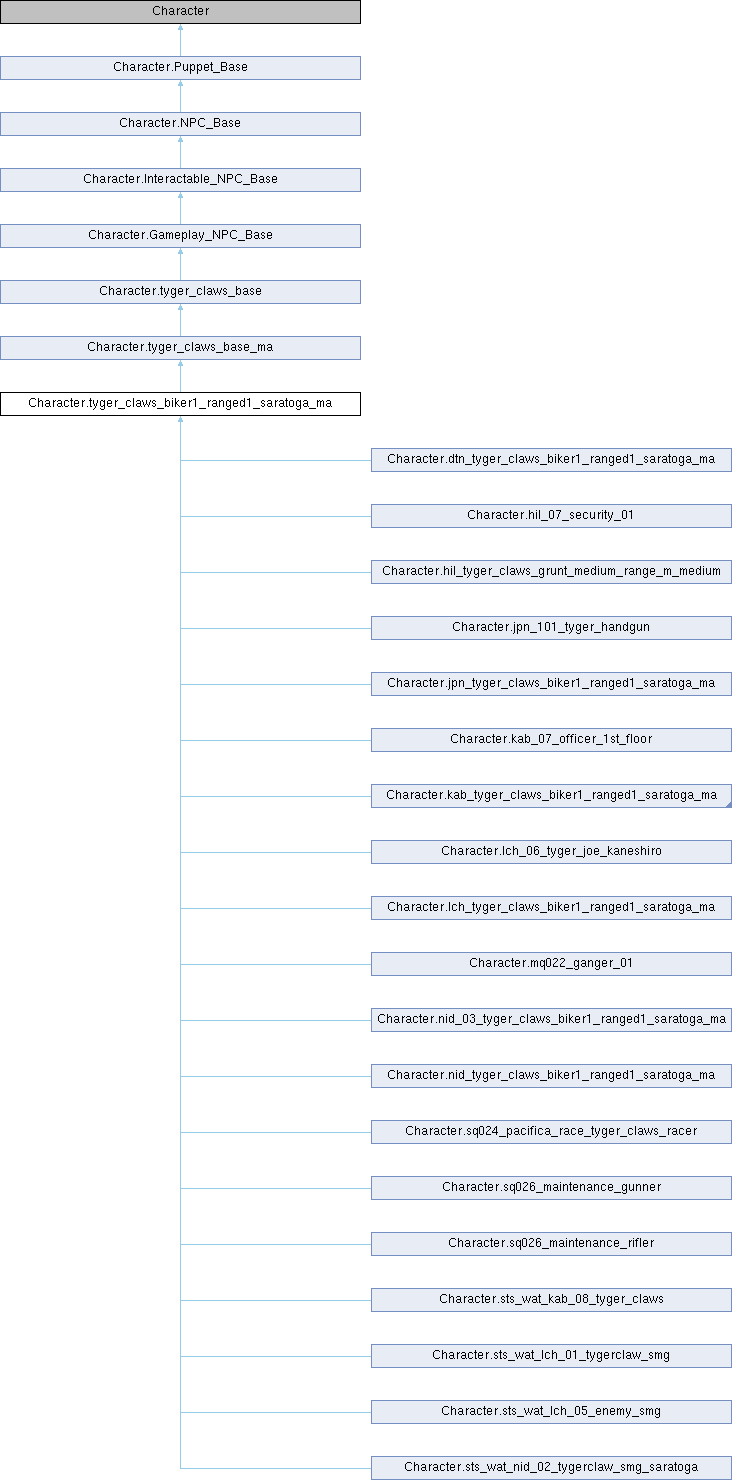 Character
Character.Puppet_Base
Character.NPC_Base
Character.Interactable_NPC_Base
Character.Gameplay_NPC_Base
Character.tyger_claws_base
Character.tyger_claws_base_ma
Character.tyger_claws_biker1_ranged1_saratoga_ma
Character.dtn_tyger_claws_biker1_ranged1_saratoga_ma
Character.hil_07_security_01
Character.hil_tyger_claws_grunt_medium_range_m_medium
Character.jpn_101_tyger_handgun
Character.jpn_tyger_claws_biker1_ranged1_saratoga_ma
Character.kab_07_officer_1st_floor
Character.kab_tyger_claws_biker1_ranged1_saratoga_ma
Character.lch_06_tyger_joe_kaneshiro
Character.lch_tyger_claws_biker1_ranged1_saratoga_ma
Character.mq022_ganger_01
Character.nid_03_tyger_claws_biker1_ranged1_saratoga_ma
Character.nid_tyger_claws_biker1_ranged1_saratoga_ma
Character.sq024_pacifica_race_tyger_claws_racer
Character.sq026_maintenance_gunner
Character.sq026_maintenance_rifler
Character.sts_wat_kab_08_tyger_claws
Character.sts_wat_lch_01_tygerclaw_smg
Character.sts_wat_lch_05_enemy_smg
Character.sts_wat_nid_02_tygerclaw_smg_saratoga